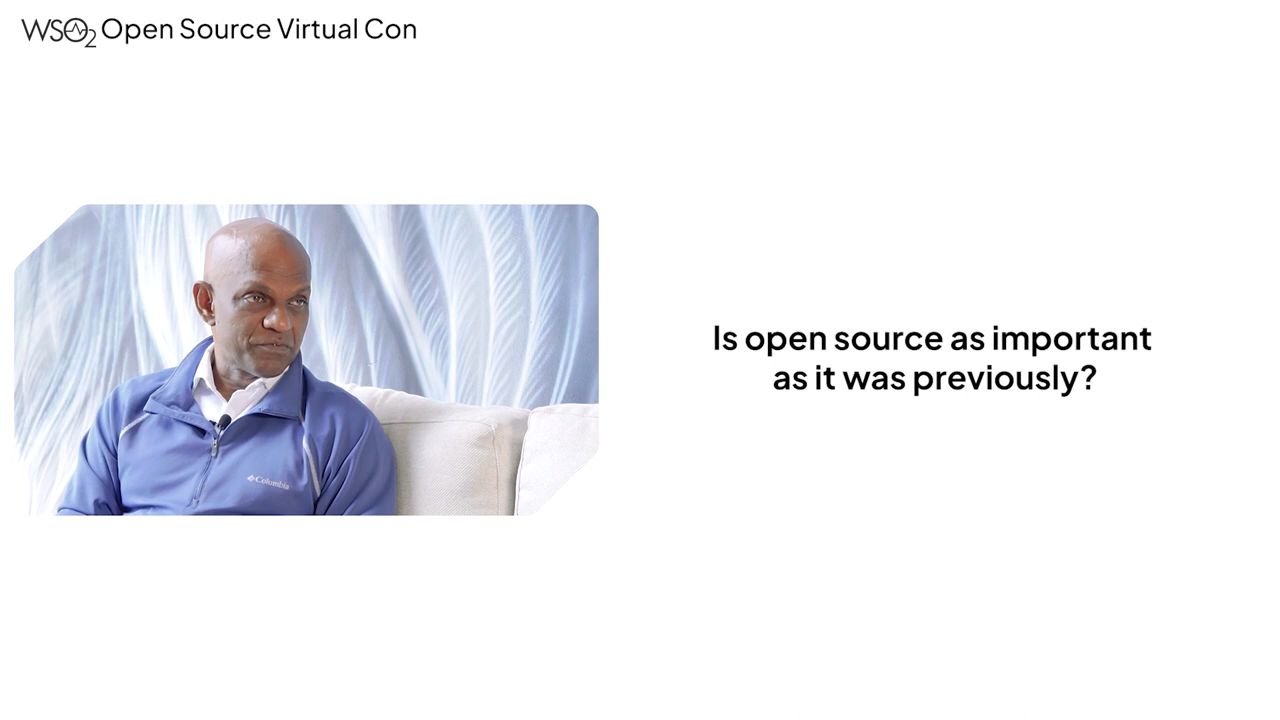 WSO2 Open Source Virtual Con
Is open source as important
as it was previously?
Columbia